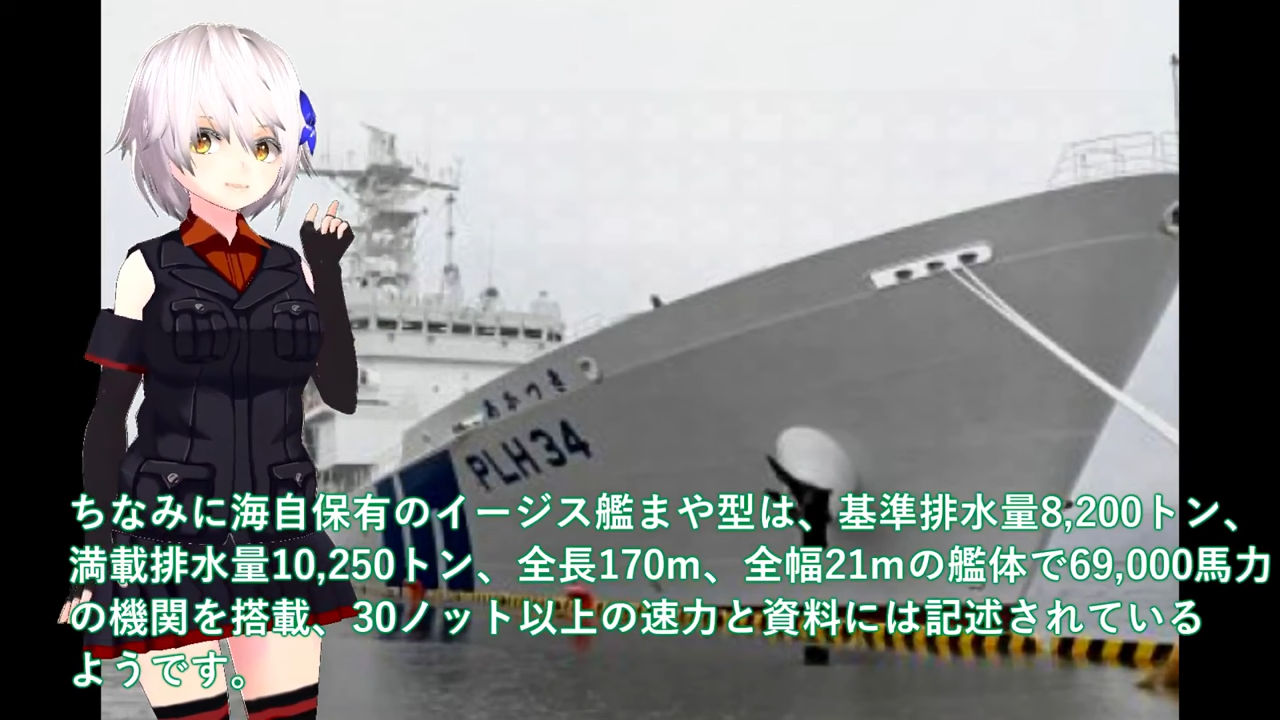 あかつき
PLH34
ちなみに海自保有のイージス艦まや型は、基準排水量8,200トン、
満載排水量10,250トン、全長170m、全幅21mの艦体で69,000馬力
の機関を搭載、30ノット以上の速力と資料には記述されている
ようです。